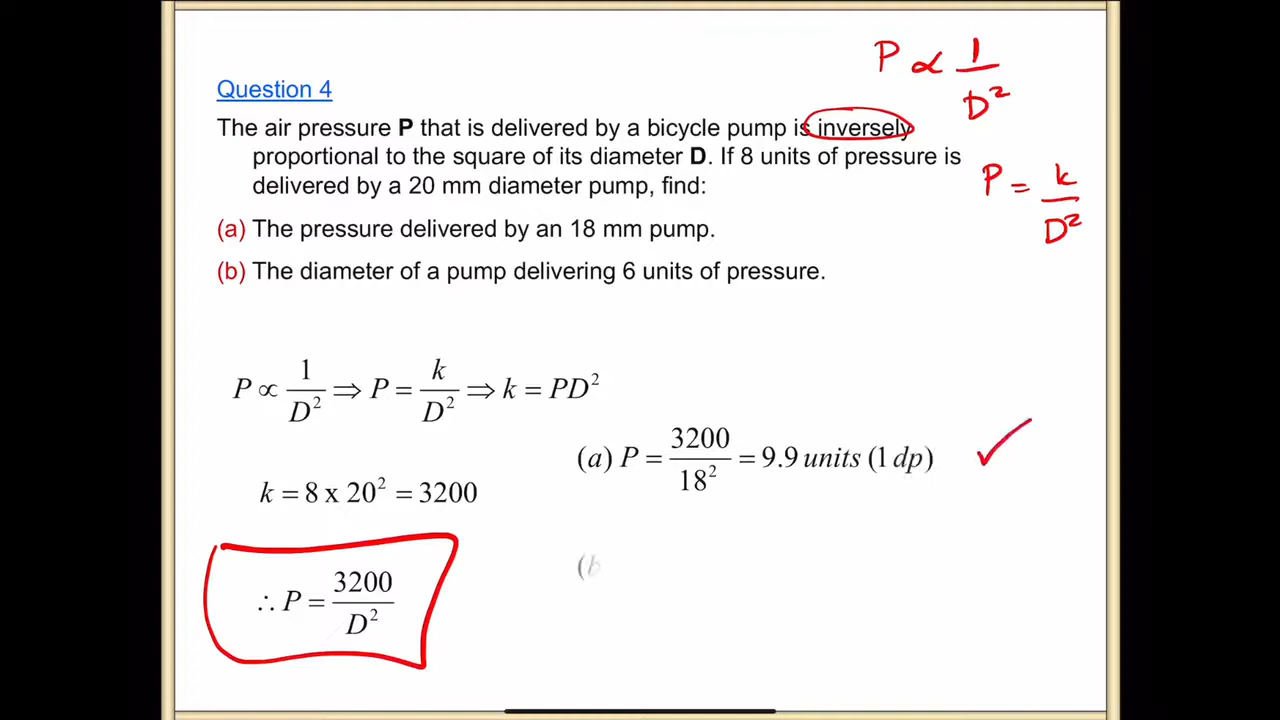 P ∝ 1/D²
Question 4
The air pressure P that is delivered by a bicycle pump is inversely
proportional to the square of its diameter D. If 8 units of pressure is
delivered by a 20 mm diameter pump, find:
P = k/D²
(a) The pressure delivered by an 18 mm pump.
(b) The diameter of a pump delivering 6 units of pressure.
P ∝ 1/D² ⇒ P = k/D² ⇒ k = PD²
(a) P = 3200/18² = 9.9 units (1 dp)
k = 8 x 20² = 3200
(b
∴ P = 3200/D²